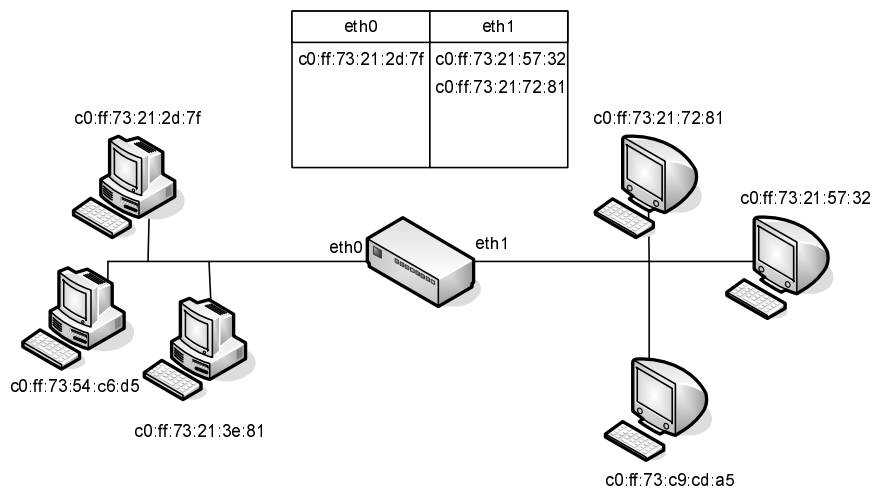 eth0 eth1
c0:ff:73:21:2d:7f c0:ff:73:21:57:32
c0:ff:73:21:72:81
c0:ff:73:21:2d:7f
c0:ff:73:21:72:81
c0:ff:73:21:57:32
eth0
eth1
c0:ff:73:54:c6:d5
c0:ff:73:21:3e:81
c0:ff:73:c9:cd:a5